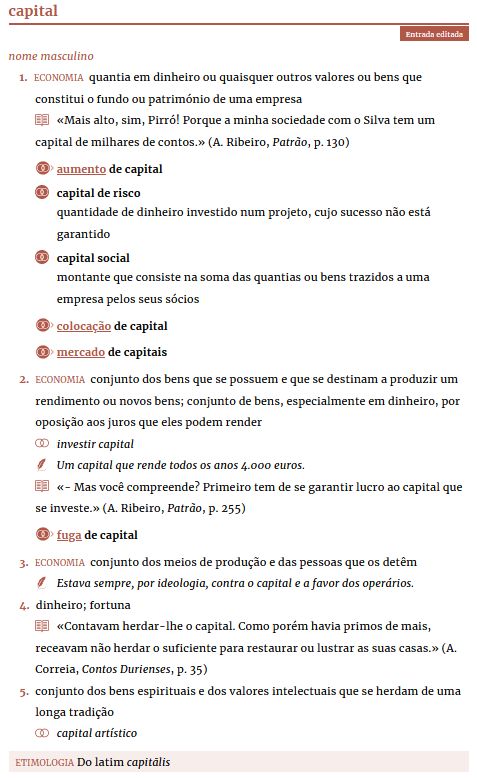 capital
Entrada editada
nome masculino
1. ECONOMIA quantia em dinheiro ou quaisquer outros valores ou bens que
constitui o fundo ou património de uma empresa
«Mais alto, sim, Pirró! Porque a minha sociedade com o Silva tem um
capital de milhares de contos.» (A. Ribeiro, Patrão, p. 130)
aumento de capital
capital de risco
quantidade de dinheiro investido num projeto, cujo sucesso não está
garantido
capital social
montante que consiste na soma das quantias ou bens trazidos a uma
empresa pelos seus sócios
colocação de capital
mercado de capitais
2. ECONOMIA conjunto dos bens que se possuem e que se destinam a produzir um
rendimento ou novos bens; conjunto de bens, especialmente em dinheiro, por
oposição aos juros que eles podem render
investir capital
Um capital que rende todos os anos 4.000 euros.
«- Mas você compreende? Primeiro tem de se garantir lucro ao capital que
se investe.» (A. Ribeiro, Patrão, p. 255)
fuga de capital
3. ECONOMIA conjunto dos meios de produção e das pessoas que os detêm
Estava sempre, por ideologia, contra o capital e a favor dos operários.
4. dinheiro; fortuna
«Contavam herdar-lhe o capital. Como porém havia primos de mais,
receavam não herdar o suficiente para restaurar ou lustrar as suas casas.» (A.
Correia, Contos Durienses, p. 35)
5. conjunto dos bens espirituais e dos valores intelectuais que se herdam de uma
longa tradição
capital artístico
ETIMOLOGIA Do latim capitālis